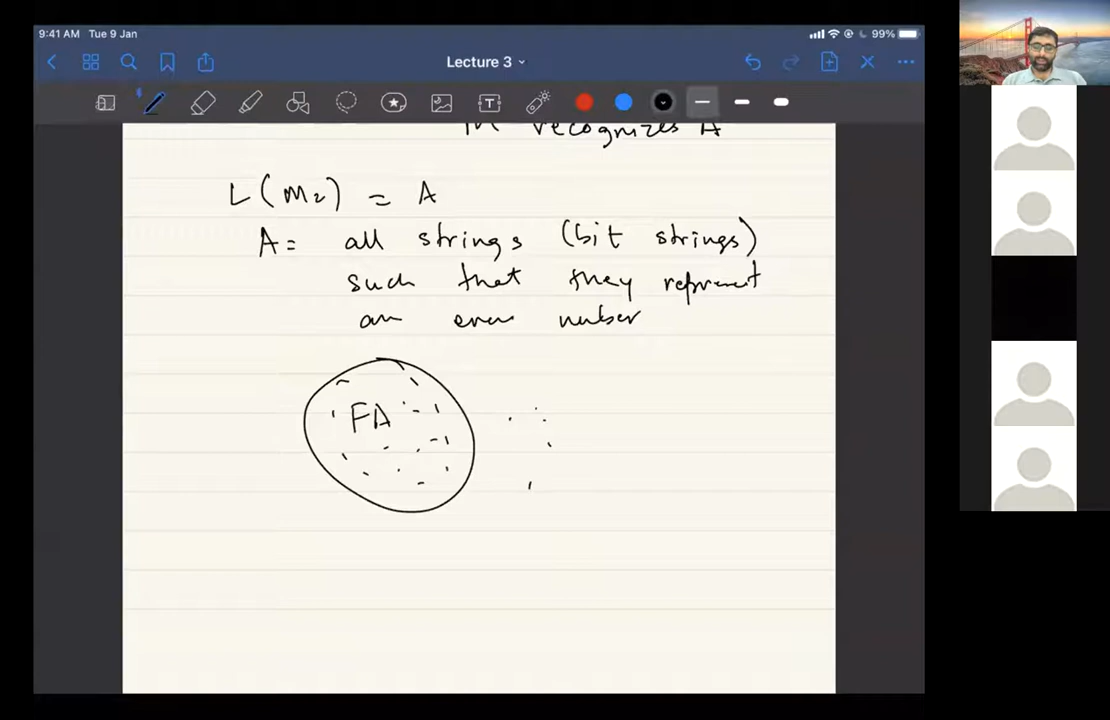 9:41 AM Tue 9 Jan
99%
Lecture 3
M recognizes A
L(M2) = A
A = all strings (bit strings)
such that they represent
an even number
FA